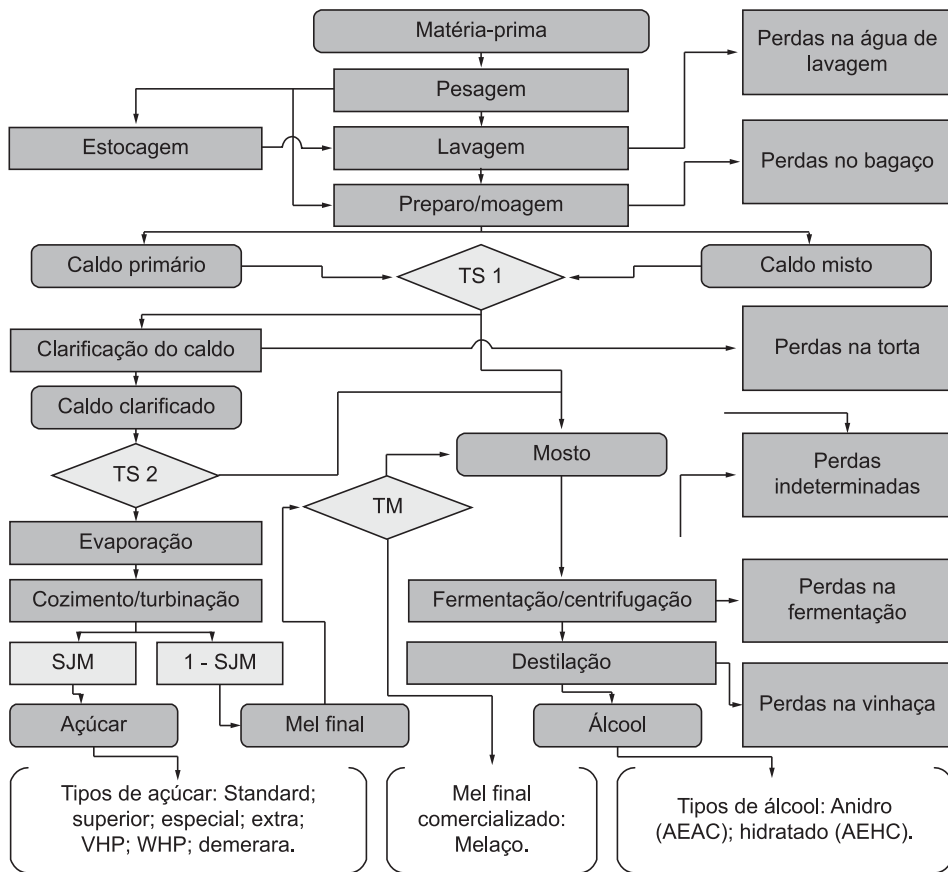 Matéria-prima
Perdas na água de
lavagem
Pesagem
Estocagem
Lavagem
Perdas no bagaço
Preparo/moagem
Caldo primário
TS 1
Caldo misto
Clarificação do caldo
Perdas na torta
Caldo clarificado
Mosto
TS 2
Perdas
indeterminadas
TM
Evaporação
Cozimento/turbinação
Fermentação/centrifugação
Perdas na
fermentação
SJM
1 - SJM
Destilação
Perdas na vinhaça
Açúcar
Mel final
Álcool
Tipos de açúcar: Standard;
superior; especial; extra;
VHP; WHP; demerara.
Mel final
comercializado:
Melaço.
Tipos de álcool: Anidro
(AEAC); hidratado (AEHC).